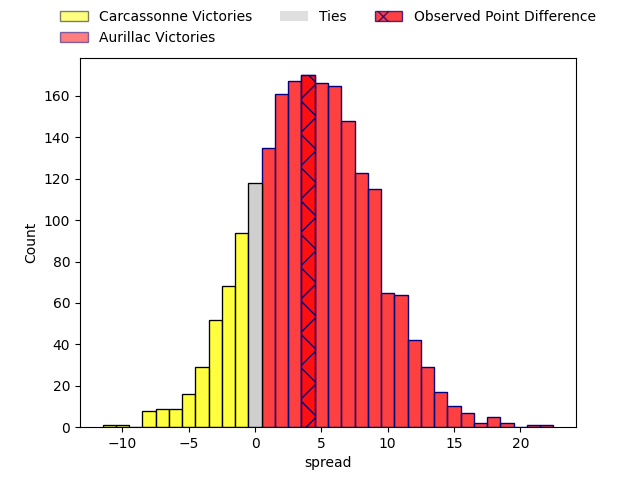 Carcassonne Victories
Aurillac Victories
Ties
Observed Point Difference
160
140
120
100
80
60
40
20
0
Count
−10 −5 0 5 10 15 20
spread